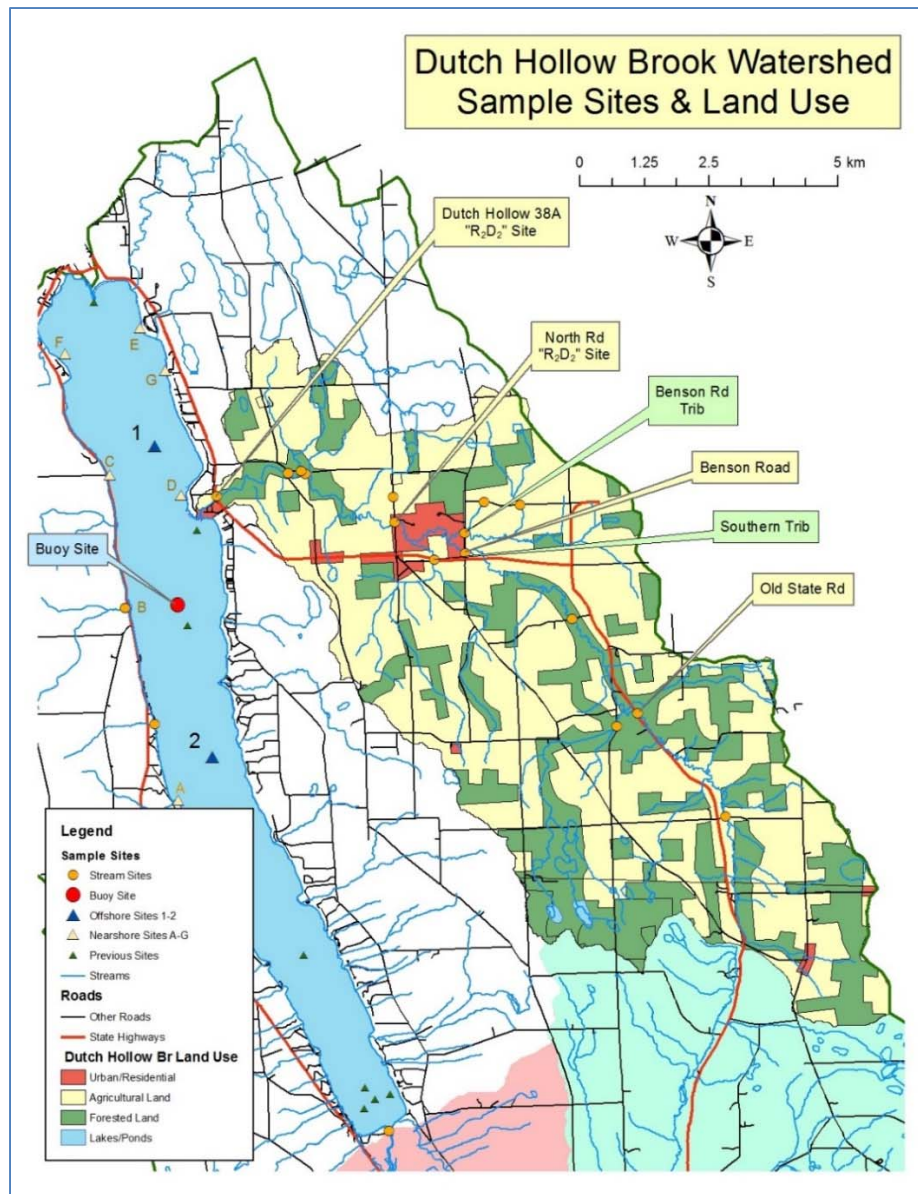 Dutch Hollow Brook Watershed
Sample Sites & Land Use
0 1.25 2.5 5 km
N
W E
S
Dutch Hollow 38A
"R₂D₂" Site
North Rd
"R₂D₂" Site
Benson Rd
Trib
Benson Road
Southern Trib
Old State Rd
Buoy Site
F
E
G
1
C
D
B
2
A
Legend
Sample Sites
Stream Sites
Buoy Site
Offshore Sites 1-2
Nearshore Sites A-G
Previous Sites
Streams
Roads
Other Roads
State Highways
Dutch Hollow Br Land Use
Urban/Residential
Agricultural Land
Forested Land
Lakes/Ponds